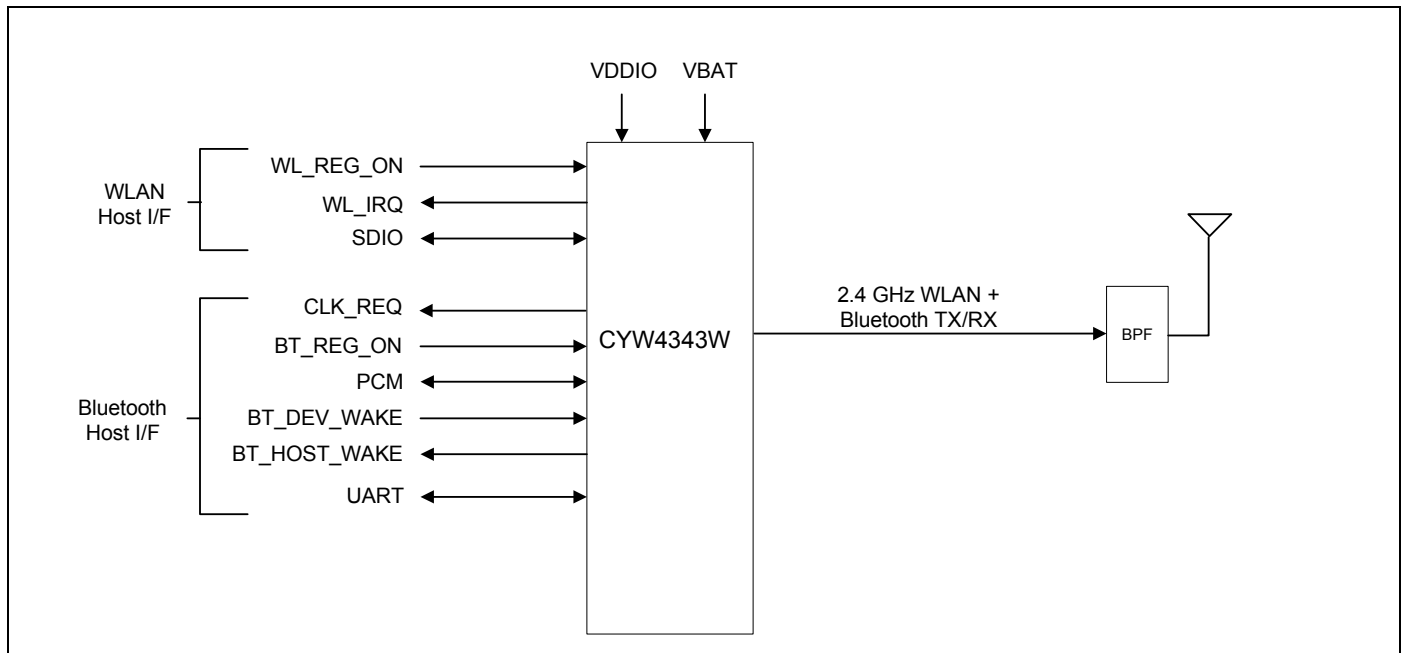 VDDIO VBAT
WLAN
Host I/F
WL_REG_ON
WL_IRQ
SDIO
Bluetooth
Host I/F
CLK_REQ
BT_REG_ON
PCM
BT_DEV_WAKE
BT_HOST_WAKE
UART
CYW4343W
2.4 GHz WLAN +
Bluetooth TX/RX
BPF